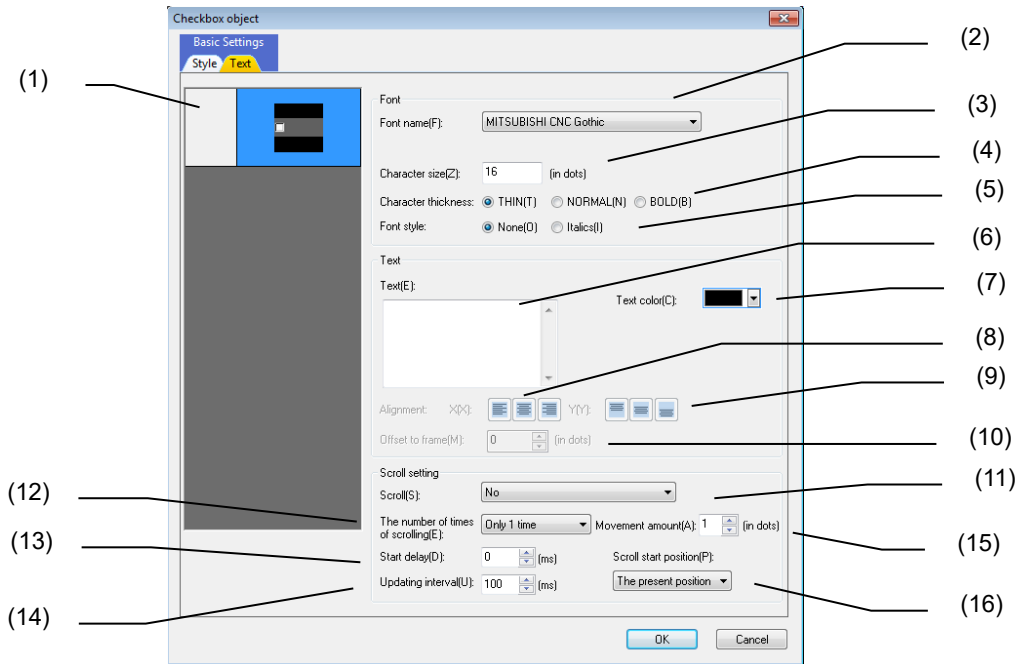 Checkbox object
Basic Settings
Style Text
(1)
(2)
Font
Font name(F): MITSUBISHI CNC Gothic
(3)
Character size(Z): 16 (in dots)
(4)
Character thickness: THIN(T) NORMAL(N) BOLD(B)
(5)
Font style: None(O) Italics(I)
(6)
Text
Text(E):
(7)
Text color(C):
(8)
(9)
Alignment: X(X): Y(Y):
(10)
Offset to frame(M): 0 (in dots)
(11)
Scroll setting
Scroll(S): No
(12)
The number of times
of scrolling(E): Only 1 time Movement amount(A): 1 (in dots)
(13)
(15)
Start delay(D): 0 (ms) Scroll start position(P):
Updating interval(U): 100 (ms) The present position
(14)
(16)
OK Cancel